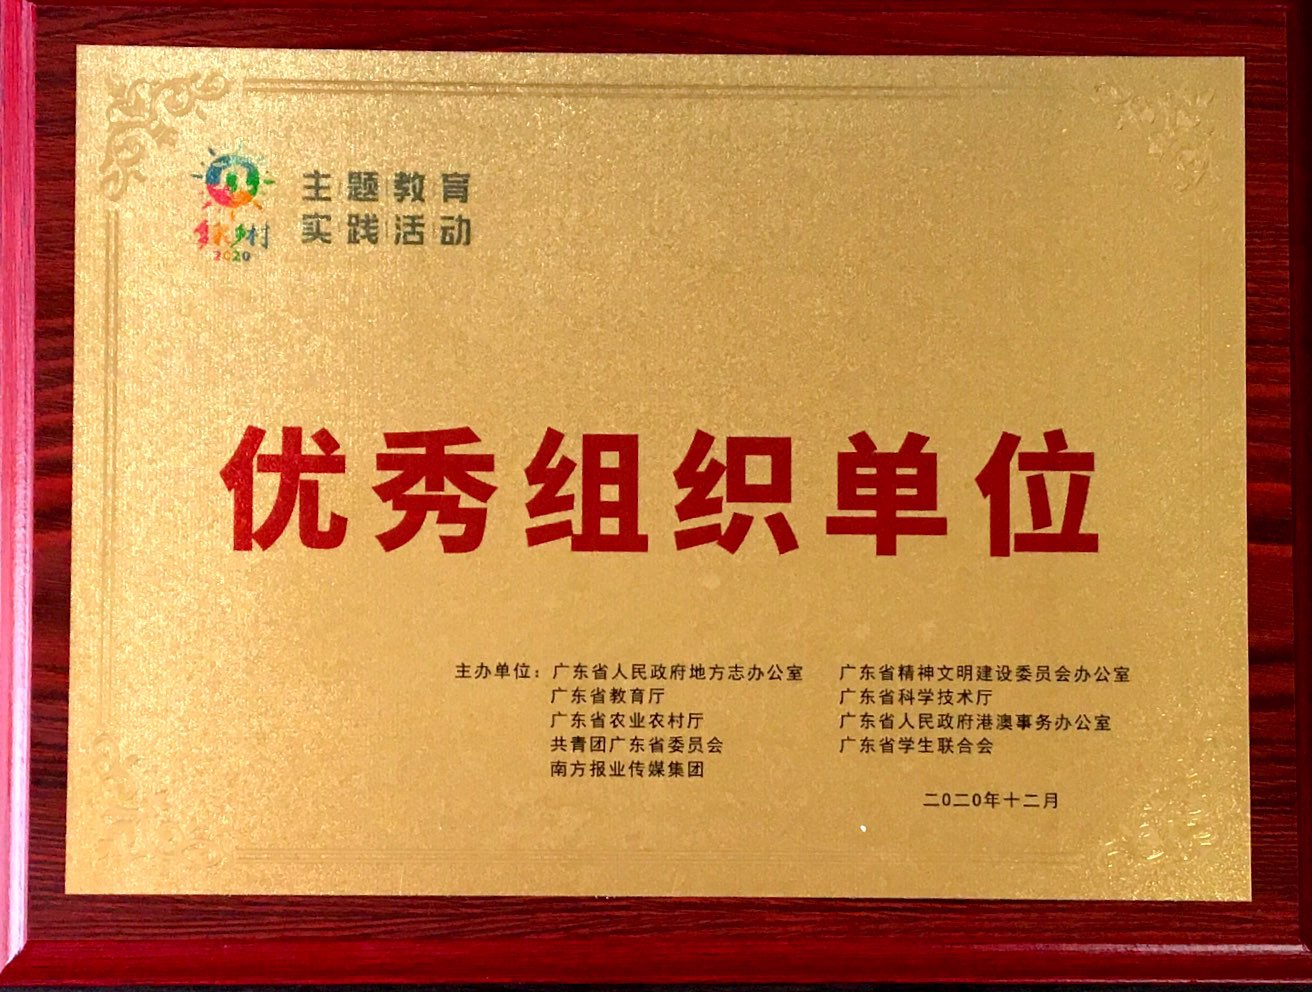 主题教育
实践活动
乡村
2020
优秀组织单位
主办单位：广东省人民政府地方志办公室 广东省精神文明建设委员会办公室
广东省教育厅 广东省科学技术厅
广东省农业农村厅 广东省人民政府港澳事务办公室
共青团广东省委员会 广东省学生联合会
南方报业传媒集团
二0二0年十二月